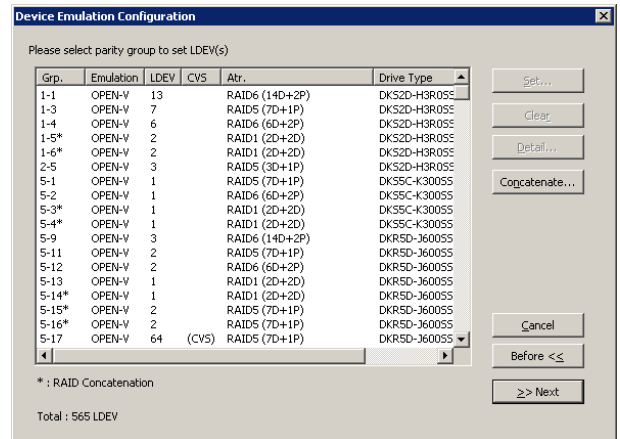 Device Emulation Configuration
Please select parity group to set LDEV(s)
Grp. Emulation LDEV CVS Atr. Drive Type
1-1 OPEN-V 13 RAID6 (14D+2P) DKS2D-H3R0SS
1-3 OPEN-V 7 RAID5 (7D+1P) DKS2D-H3R0SS
1-4 OPEN-V 6 RAID6 (6D+2P) DKS2D-H3R0SS
1-5* OPEN-V 2 RAID1 (2D+2D) DKS2D-H3R0SS
1-6* OPEN-V 2 RAID1 (2D+2D) DKS2D-H3R0SS
2-5 OPEN-V 3 RAID5 (3D+1P) DKS2D-H3R0SS
5-1 OPEN-V 1 RAID5 (7D+1P) DKS5C-K300SS
5-2 OPEN-V 1 RAID6 (6D+2P) DKS5C-K300SS
5-3* OPEN-V 1 RAID1 (2D+2D) DKS5C-K300SS
5-4* OPEN-V 1 RAID1 (2D+2D) DKS5C-K300SS
5-9 OPEN-V 3 RAID6 (14D+2P) DKR5D-J600SS
5-11 OPEN-V 2 RAID5 (7D+1P) DKR5D-J600SS
5-12 OPEN-V 2 RAID6 (6D+2P) DKR5D-J600SS
5-13 OPEN-V 1 RAID1 (2D+2D) DKR5D-J600SS
5-14* OPEN-V 1 RAID1 (2D+2D) DKR5D-J600SS
5-15* OPEN-V 2 RAID5 (7D+1P) DKR5D-J600SS
5-16* OPEN-V 2 RAID5 (7D+1P) DKR5D-J600SS
5-17 OPEN-V 64 (CVS) RAID5 (7D+1P) DKR5D-J600SS
Set...
Clear
Detail...
Concatenate...
Cancel
Before <<
>> Next
* : RAID Concatenation
Total : 565 LDEV